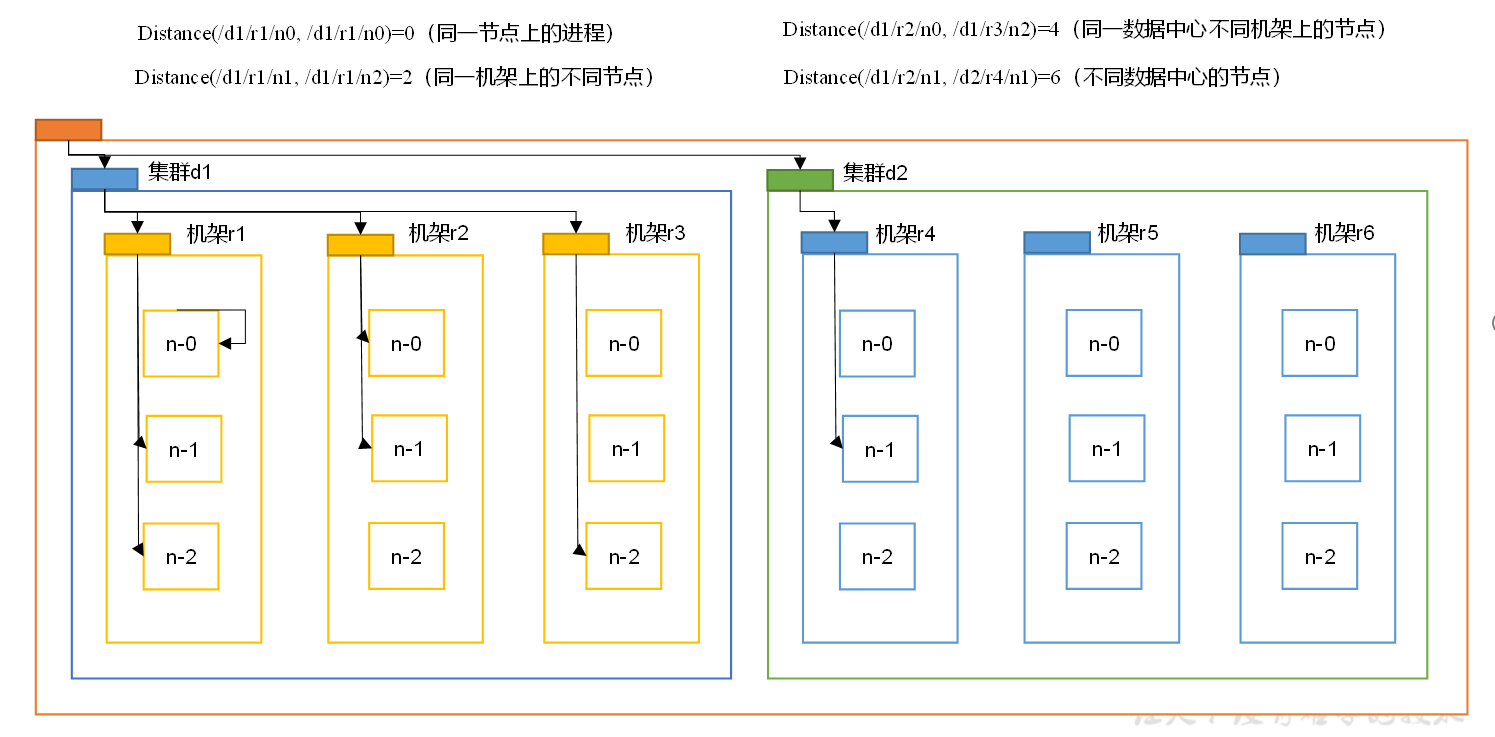 Distance(/d1/r1/n0, /d1/r1/n0)=0（同一节点上的进程）
Distance(/d1/r2/n0, /d1/r3/n2)=4（同一数据中心不同机架上的节点）
Distance(/d1/r1/n1, /d1/r1/n2)=2（同一机架上的不同节点）
Distance(/d1/r2/n1, /d2/r4/n1)=6（不同数据中心的节点）
集群d1
集群d2
机架r1
机架r2
机架r3
机架r4
机架r5
机架r6
n-0
n-0
n-0
n-0
n-0
n-0
n-1
n-1
n-1
n-1
n-1
n-1
n-2
n-2
n-2
n-2
n-2
n-2